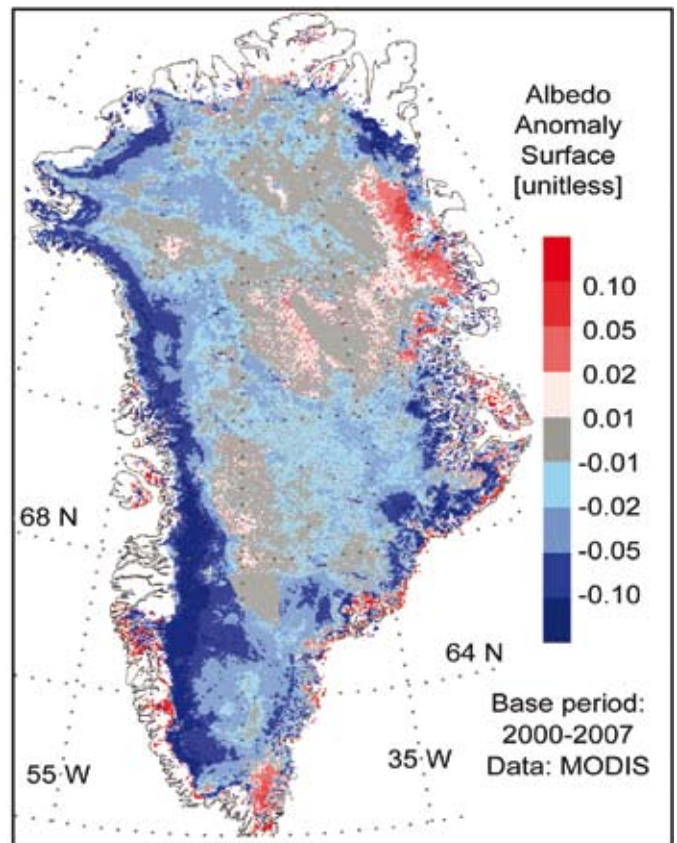 Albedo
Anomaly
Surface
[unitless]
0.10
0.05
0.02
0.01
-0.01
-0.02
-0.05
-0.10
68 N
64 N
Base period:
2000-2007
Data: MODIS
55 W
35 W